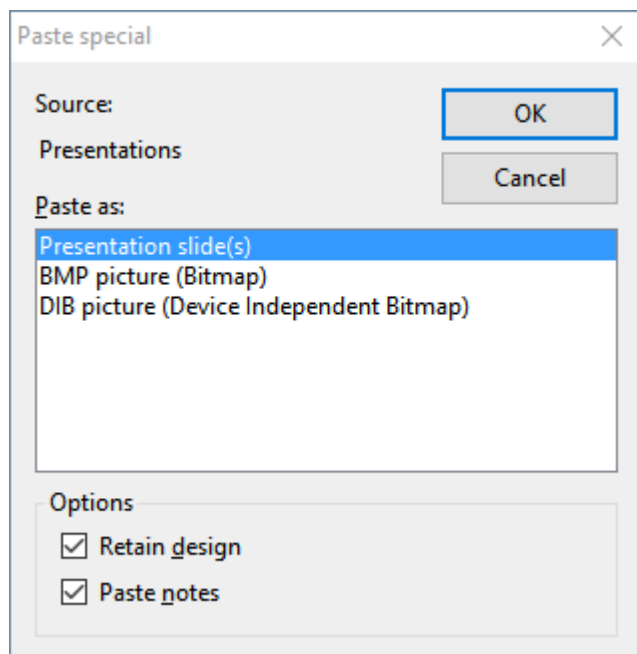 Paste special
Source:
OK
Presentations
Cancel
Paste as:
Presentation slide(s)
BMP picture (Bitmap)
DIB picture (Device Independent Bitmap)
Options
Retain design
Paste notes